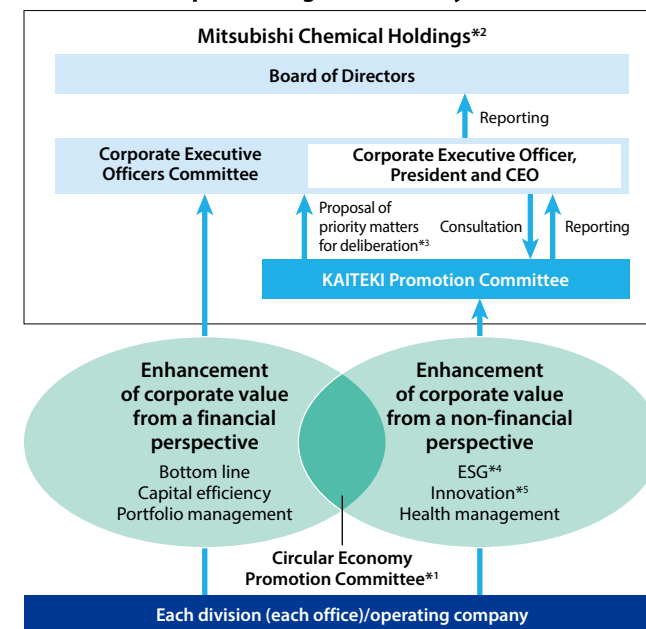 Mitsubishi Chemical Holdings*2
Board of Directors
Reporting
Corporate Executive
Officers Committee
Corporate Executive Officer,
President and CEO
Proposal of
priority matters
for deliberation*3
Consultation
Reporting
KAITEKI Promotion Committee
Enhancement
of corporate value
from a financial
perspective
Bottom line
Capital efficiency
Portfolio management
Enhancement
of corporate value
from a non-financial
perspective
ESG*4
Innovation*5
Health management
Circular Economy
Promotion Committee*1
Each division (each office)/operating company